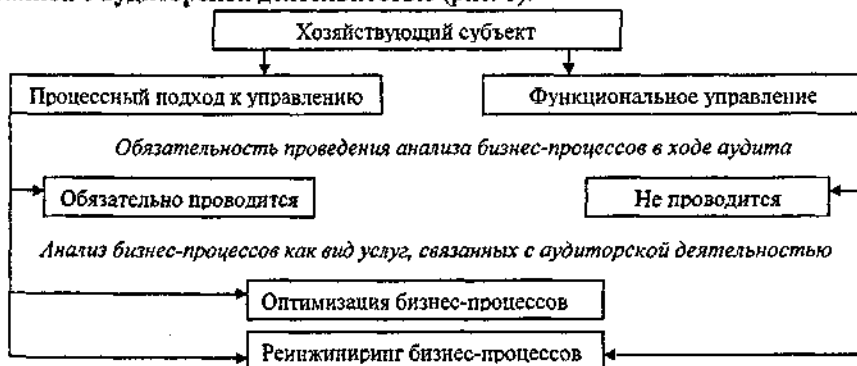 Хозяйствующий субъект
Процессный подход к управлению
Функциональное управление
Обязательность проведения анализа бизнес-процессов в ходе аудита
Обязательно проводится
Не проводится
Анализ бизнес-процессов как вид услуг, связанных с аудиторской деятельностью
Оптимизация бизнес-процессов
Реинжиниринг бизнес-процессов